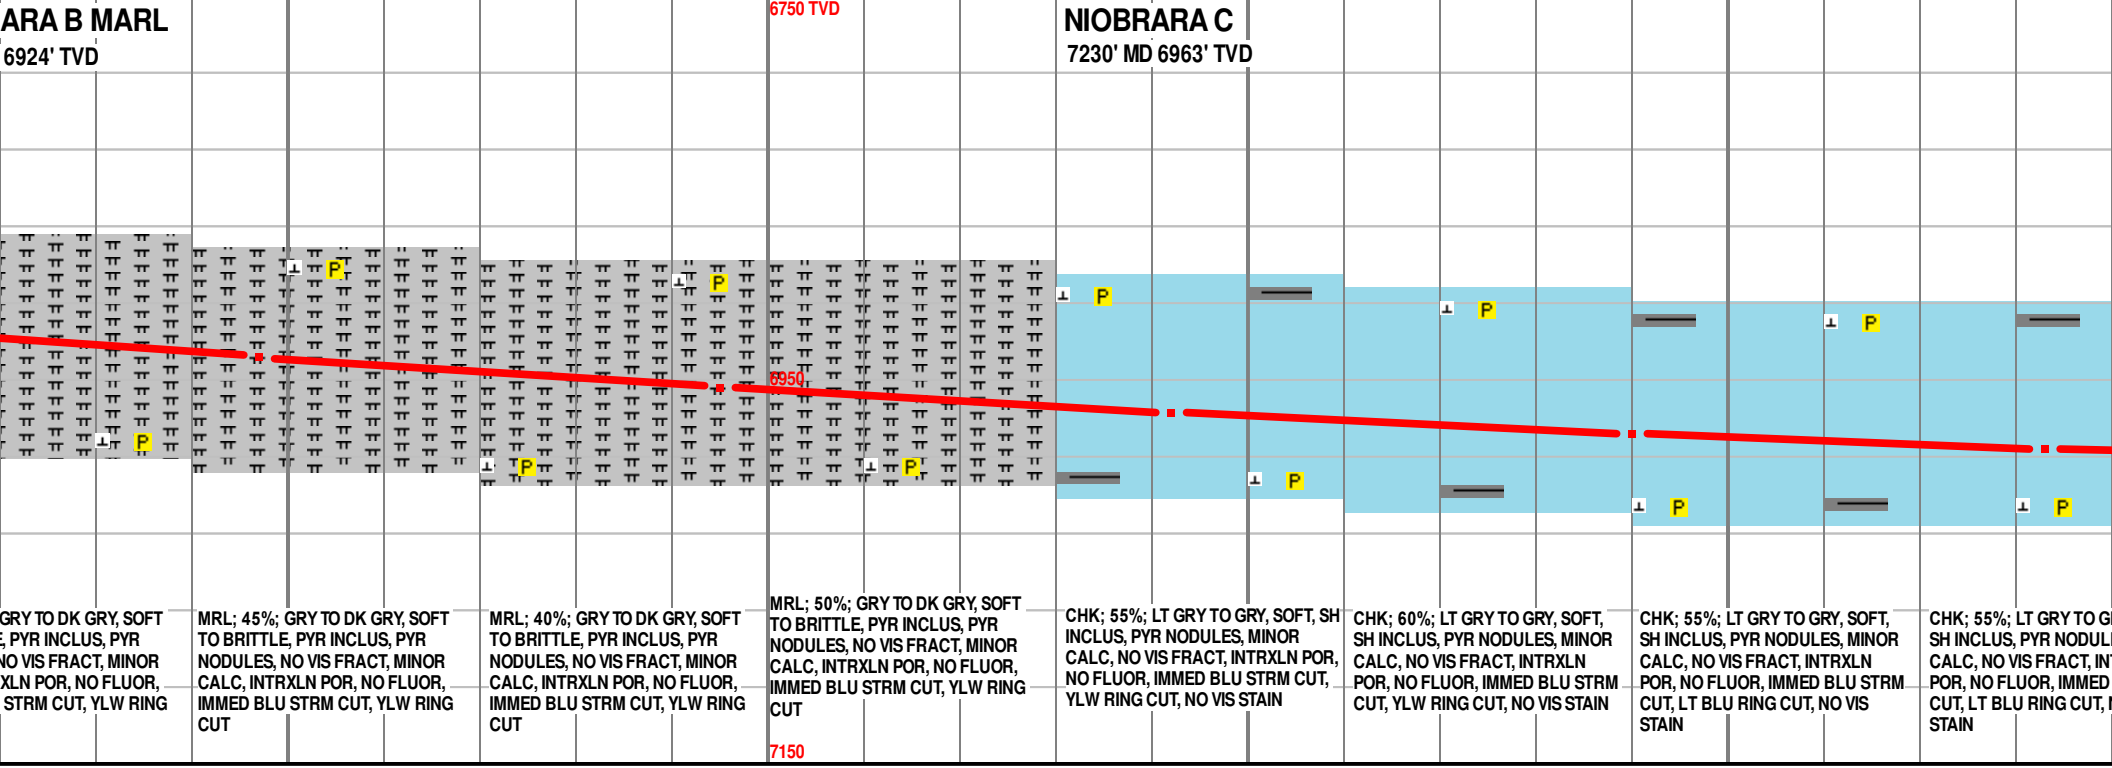 ARA B MARL
6924' TVD
6750 TVD
NIOBRARA C
7230' MD 6963' TVD
P
P
P
P
P
P
P
P
P
P
P
P
6950
GRY TO DK GRY, SOFT
E, PYR INCLUS, PYR
NO VIS FRACT, MINOR
XLN POR, NO FLUOR,
STRM CUT, YLW RING
MRL; 45%; GRY TO DK GRY, SOFT
TO BRITTLE, PYR INCLUS, PYR
NODULES, NO VIS FRACT, MINOR
CALC, INTRXLN POR, NO FLUOR,
IMMED BLU STRM CUT, YLW RING
CUT
MRL; 40%; GRY TO DK GRY, SOFT
TO BRITTLE, PYR INCLUS, PYR
NODULES, NO VIS FRACT, MINOR
CALC, INTRXLN POR, NO FLUOR,
IMMED BLU STRM CUT, YLW RING
CUT
MRL; 50%; GRY TO DK GRY, SOFT
TO BRITTLE, PYR INCLUS, PYR
NODULES, NO VIS FRACT, MINOR
CALC, INTRXLN POR, NO FLUOR,
IMMED BLU STRM CUT, YLW RING
CUT
7150
CHK; 55%; LT GRY TO GRY, SOFT, SH
INCLUS, PYR NODULES, MINOR
CALC, NO VIS FRACT, INTRXLN POR,
NO FLUOR, IMMED BLU STRM CUT,
YLW RING CUT, NO VIS STAIN
CHK; 60%; LT GRY TO GRY, SOFT,
SH INCLUS, PYR NODULES, MINOR
CALC, NO VIS FRACT, INTRXLN
POR, NO FLUOR, IMMED BLU STRM
CUT, YLW RING CUT, NO VIS STAIN
CHK; 55%; LT GRY TO GRY, SOFT,
SH INCLUS, PYR NODULES, MINOR
CALC, NO VIS FRACT, INTRXLN
POR, NO FLUOR, IMMED BLU STRM
CUT, LT BLU RING CUT, NO VIS
STAIN
CHK; 55%; LT GRY TO G
SH INCLUS, PYR NODUL
CALC, NO VIS FRACT, IN
POR, NO FLUOR, IMMED
CUT, LT BLU RING CUT,
STAIN